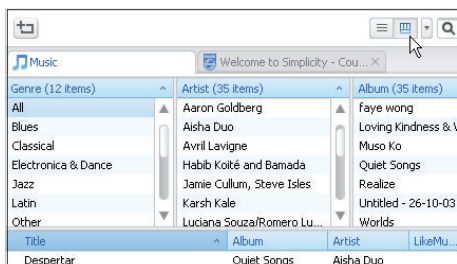 Music
Welcome to Simplicity - Cou...
Genre (12 items)
Artist (35 items)
Album (35 items)
All
Aaron Goldberg
faye wong
Blues
Aisha Duo
Loving Kindness &
Classical
Avril Lavigne
Muso Ko
Electronica & Dance
Habib Koité and Bamada
Quiet Songs
Jazz
Jamie Cullum, Steve Isles
Realize
Latin
Karsh Kale
Untitled - 26-10-03
Other
Luciana Souza/Romero Lu...
Worlds
Title
Album
Artist
LikeMu...
Despertar
Quiet Songs
Aisha Duo